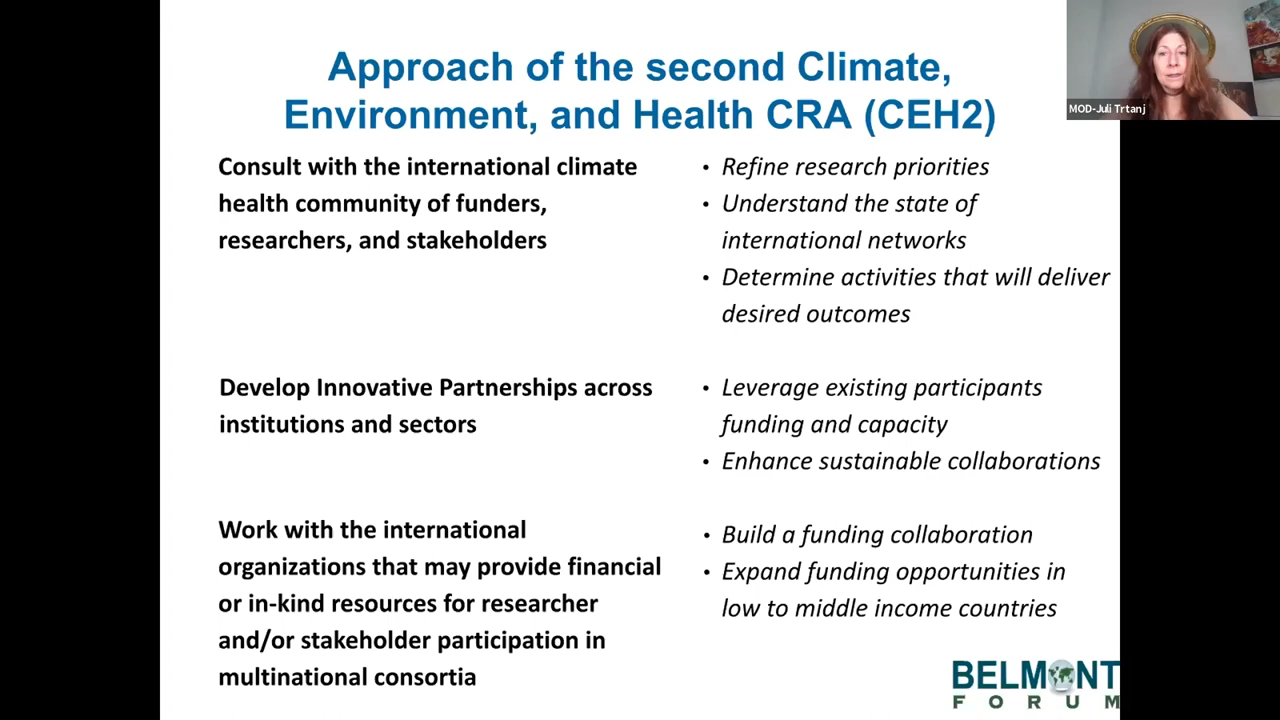 Approach of the second Climate,
Environment, and Health CRA (CEH2)
MOD-Juli Trtanj
Consult with the international climate
health community of funders,
researchers, and stakeholders
• Refine research priorities
• Understand the state of
international networks
• Determine activities that will deliver
desired outcomes
Develop Innovative Partnerships across
institutions and sectors
• Leverage existing participants
funding and capacity
• Enhance sustainable collaborations
Work with the international
organizations that may provide financial
or in-kind resources for researcher
and/or stakeholder participation in
multinational consortia
• Build a funding collaboration
• Expand funding opportunities in
low to middle income countries
BELMONT
FORUM